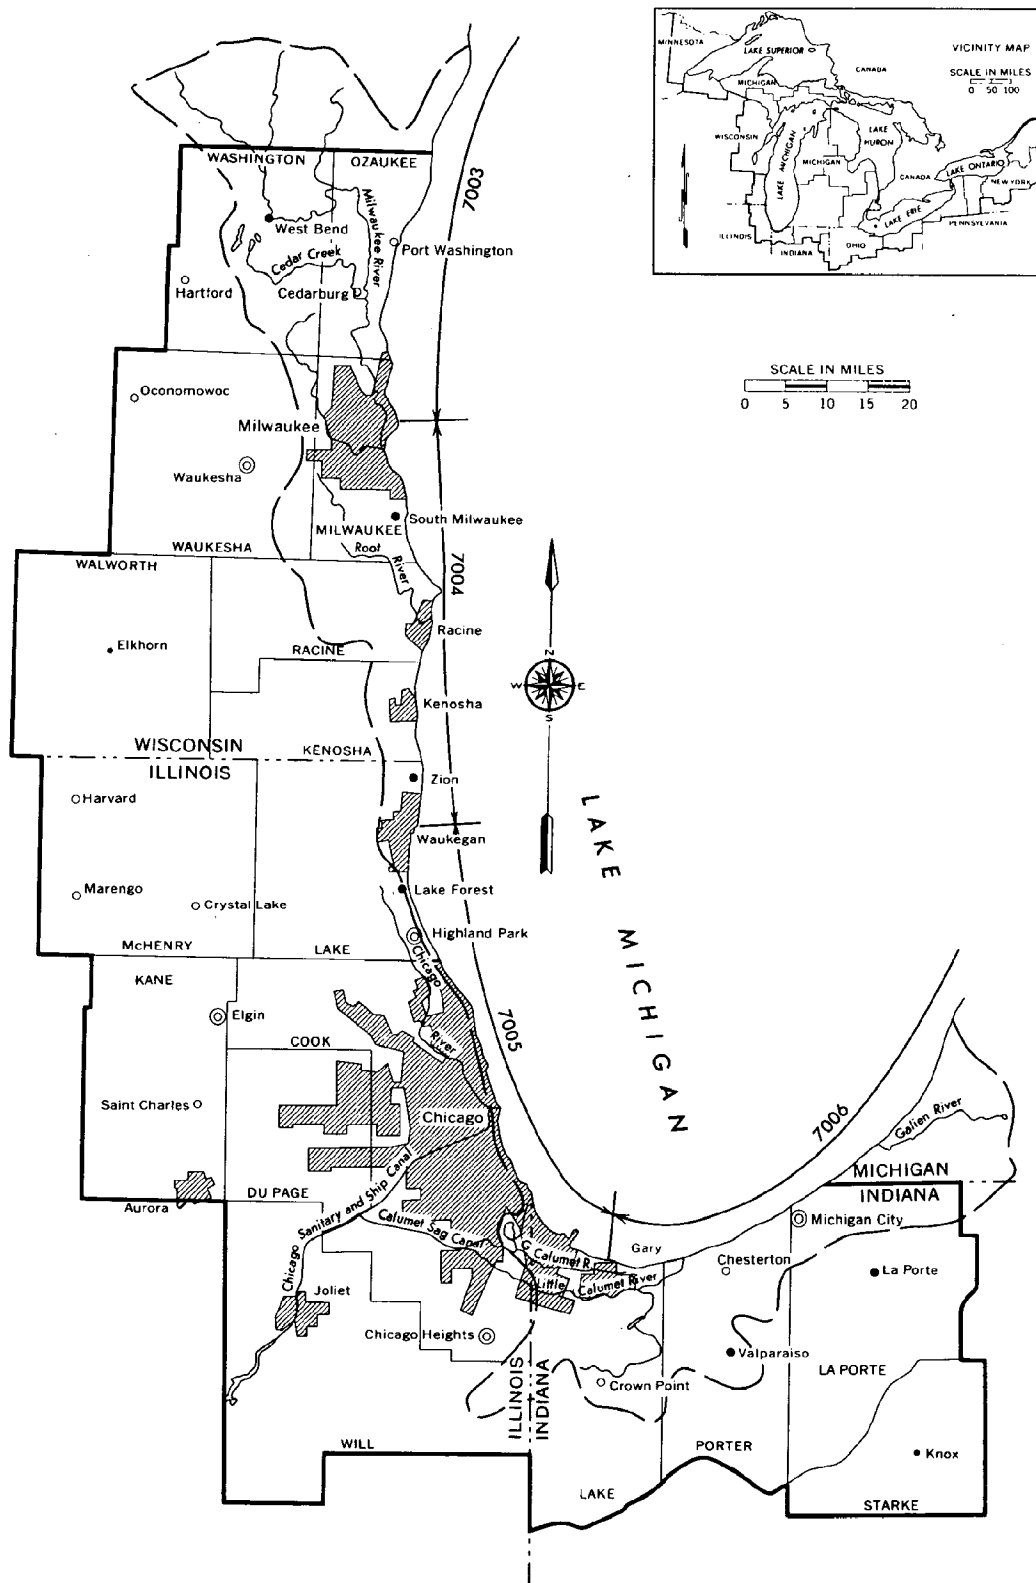 VICINITY MAP
SCALE IN MILES
0 50 100
MINNESOTA
LAKE SUPERIOR
CANADA
MICHIGAN
WISCONSIN
LAKE MICHIGAN
MICHIGAN
LAKE HURON
CANADA
LAKE ONTARIO
NEW YORK
LAKE ERIE
PENNSYLVANIA
ILLINOIS
INDIANA
OHIO
SCALE IN MILES
0 5 10 15 20
WASHINGTON
OZAUKEE
7003
Milwaukee River
West Bend
Port Washington
Cedar Creek
Hartford
Cedarburg
Oconomowoc
Milwaukee
Waukesha
South Milwaukee
MILWAUKEE
WAUKESHA
Root River
WALWORTH
7004
Racine
Elkhorn
RACINE
N
W E
S
Kenosha
WISCONSIN
KENOSHA
ILLINOIS
Zion
Harvard
LAKE MICHIGAN
Waukegan
Marengo
Lake Forest
Crystal Lake
Highland Park
McHENRY
LAKE
Chicago River
KANE
Elgin
7005
COOK
Saint Charles
Chicago
7006
Galien River
MICHIGAN
INDIANA
Aurora
DU PAGE
Chicago Sanitary and Ship Canal
Calumet Sag Canal
Michigan City
Gary
G Calumet R.
Chesterton
La Porte
Little Calumet River
Joliet
Chicago Heights
Valparaiso
LA PORTE
ILLINOIS
INDIANA
Crown Point
WILL
PORTER
Knox
LAKE
STARKE